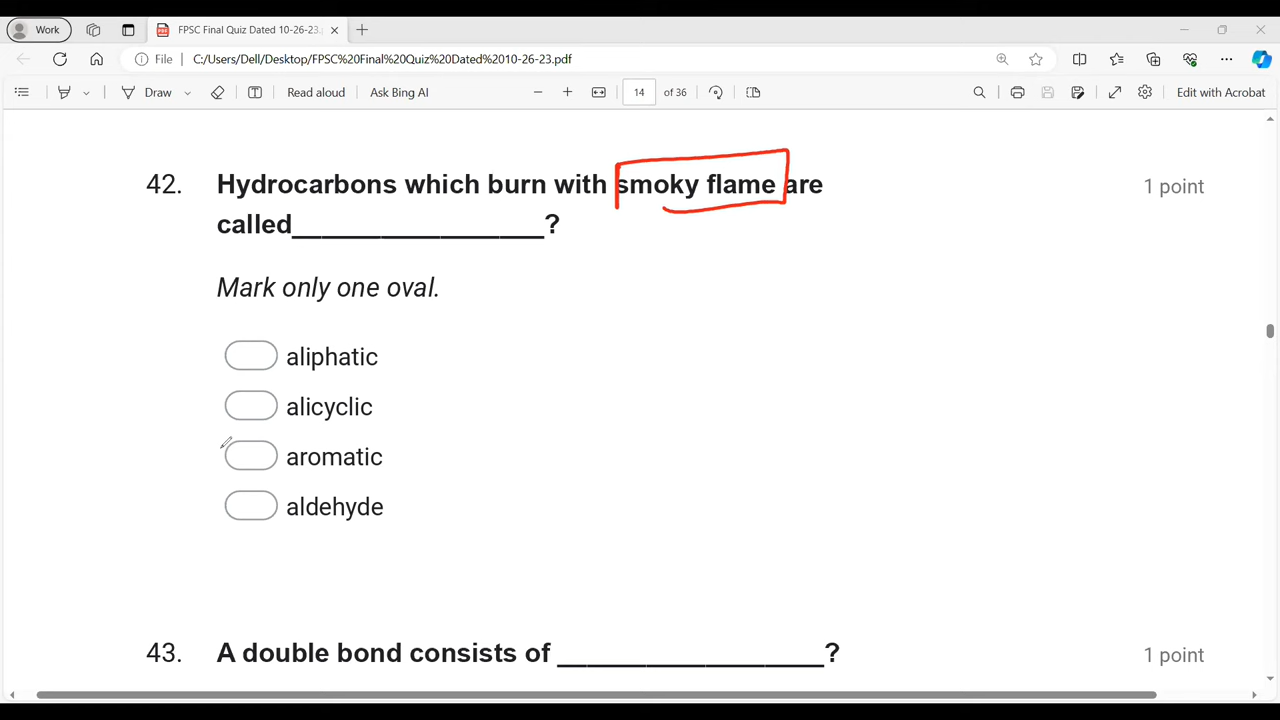 Work
FPSC Final Quiz Dated 10-26-23.
File C:/Users/Dell/Desktop/FPSC%20Final%20Quiz%20Dated%2010-26-23.pdf
Draw Read aloud Ask Bing AI 14 of 36 Edit with Acrobat
42. Hydrocarbons which burn with smoky flame are 1 point
called_________________?
Mark only one oval.
aliphatic
alicyclic
aromatic
aldehyde
43. A double bond consists of __________________? 1 point